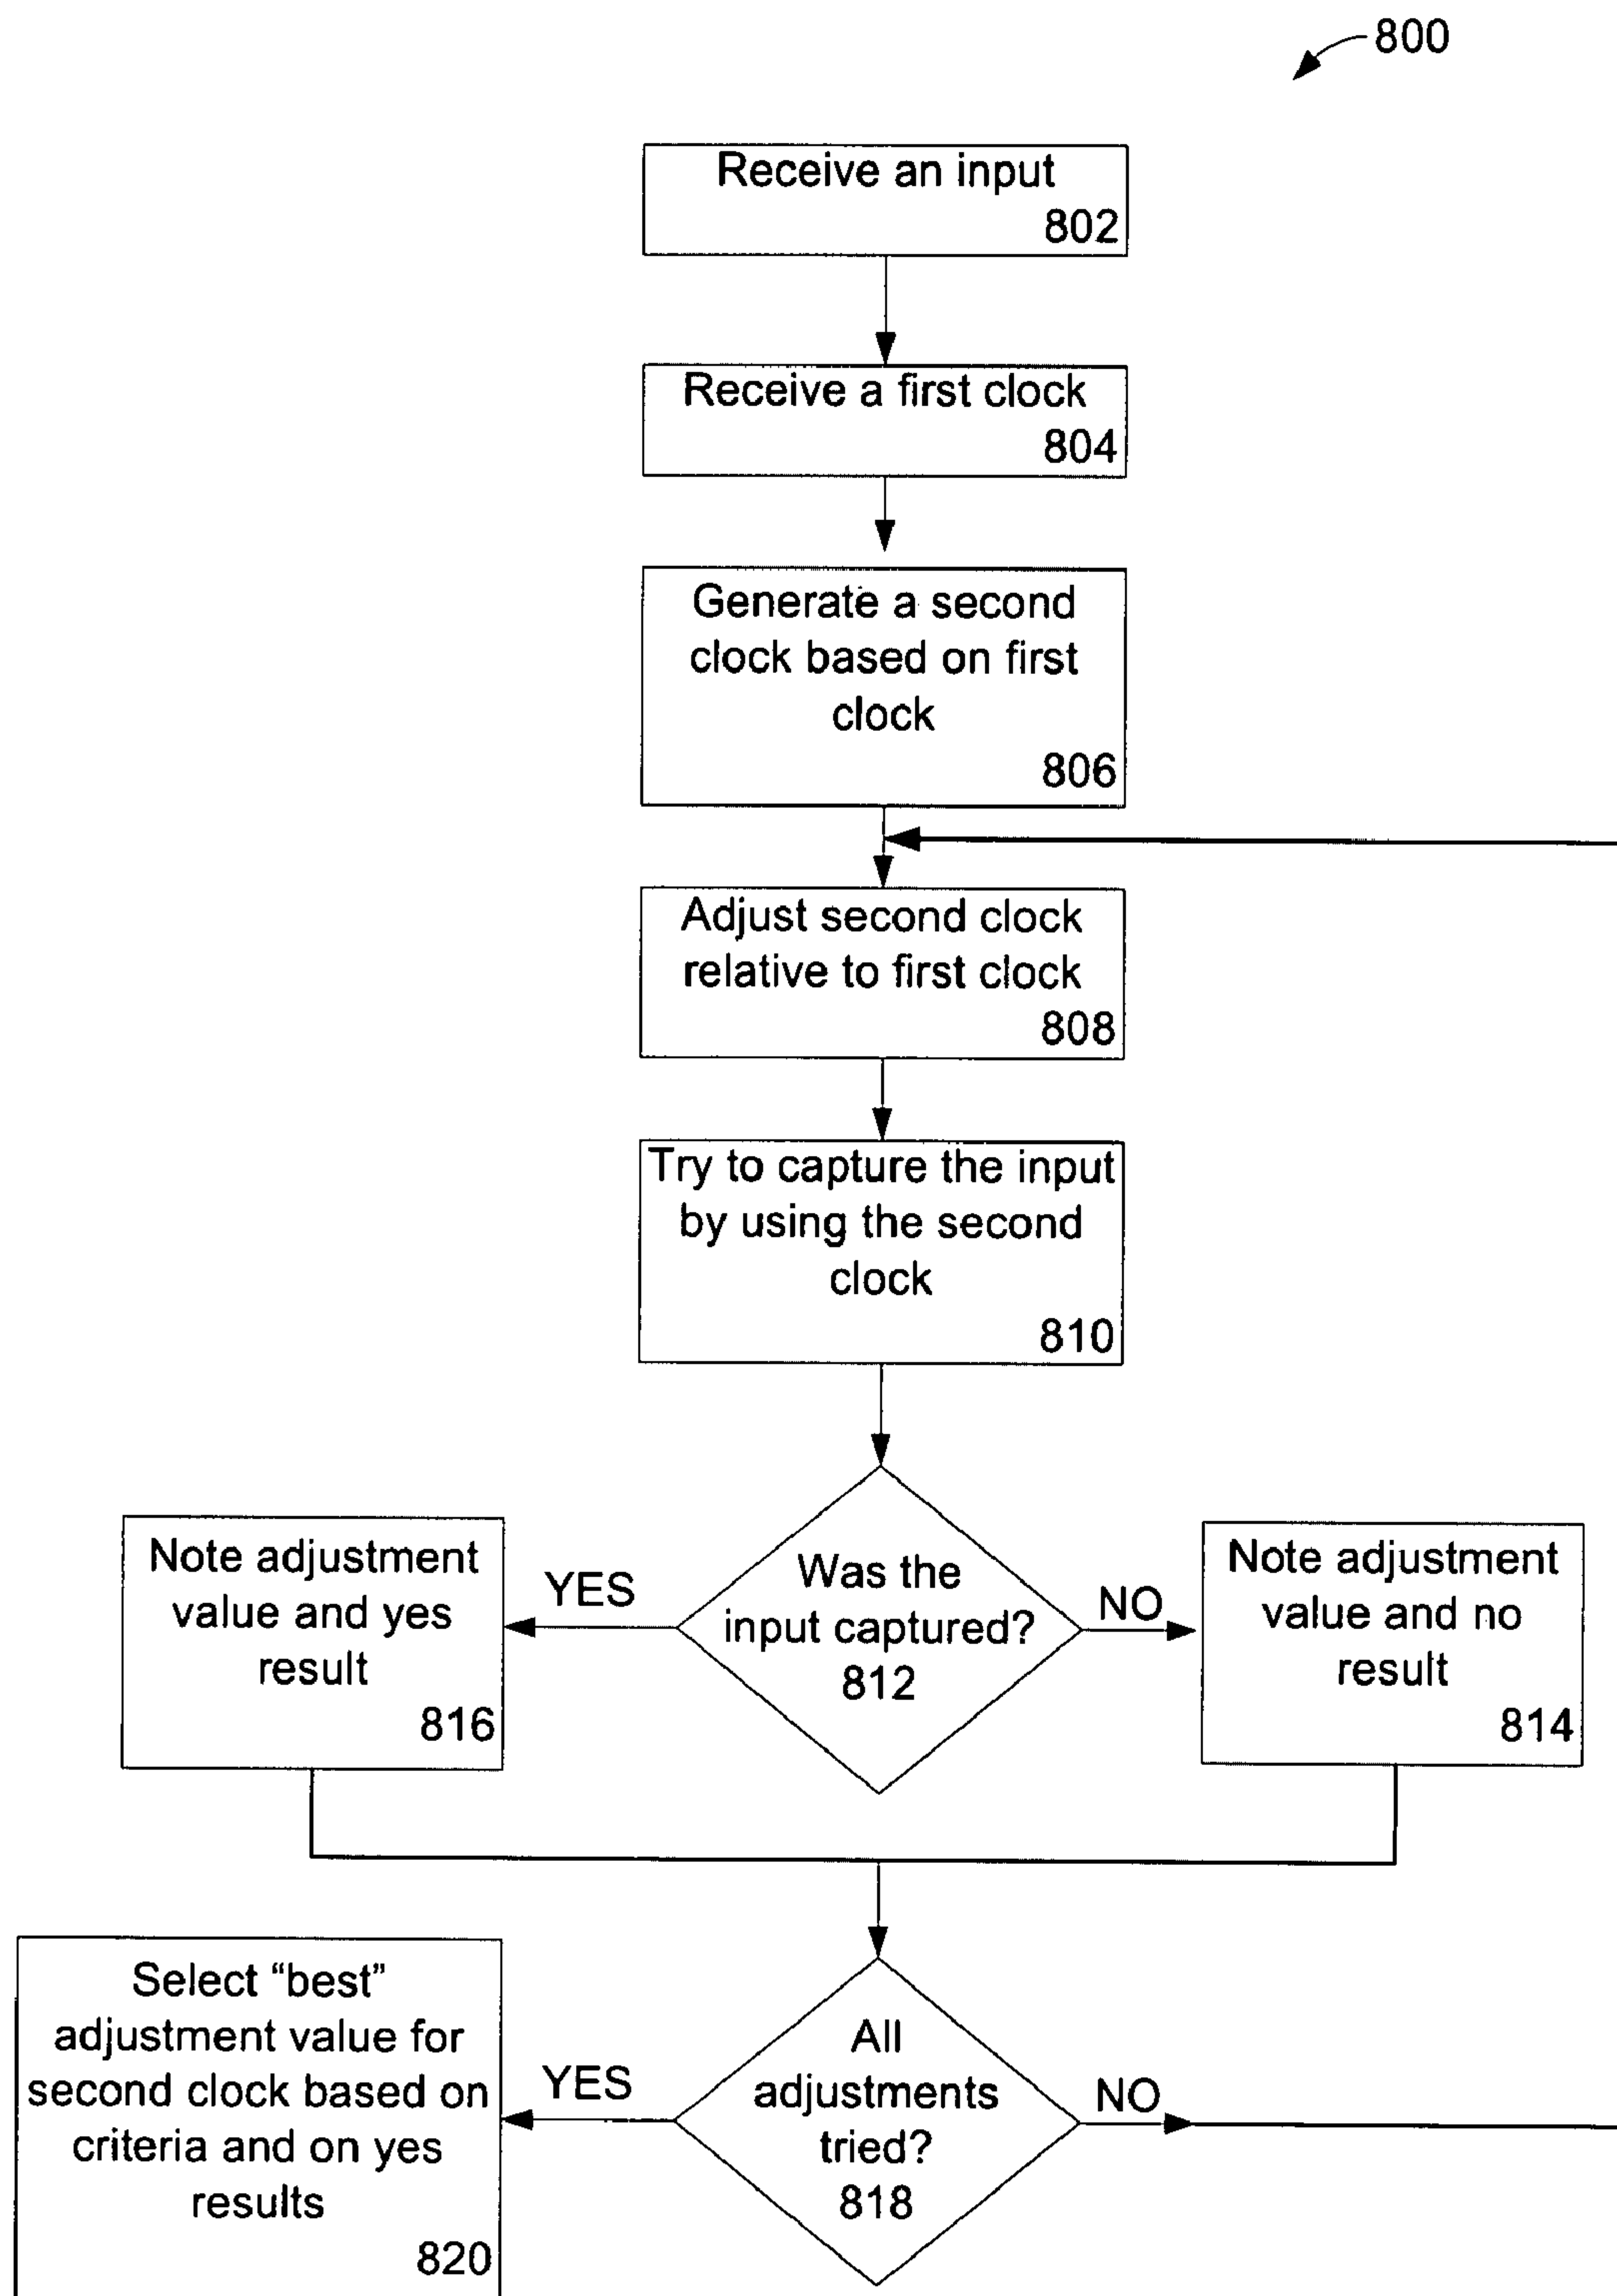 800
Receive an input
802
Receive a first clock
804
Generate a second
clock based on first
clock
806
Adjust second clock
relative to first clock
808
Try to capture the input
by using the second
clock
810
Was the
input captured?
812
YES
NO
Note adjustment
value and yes
result
816
Note adjustment
value and no
result
814
All
adjustments
tried?
818
YES
NO
Select “best”
adjustment value for
second clock based on
criteria and on yes
results
820